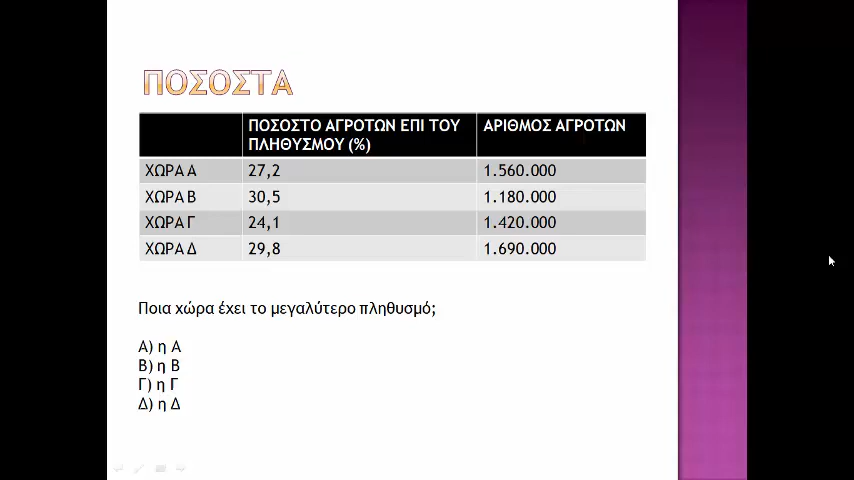 ΠΟΣΟΣΤΑ
ΠΟΣΟΣΤΟ ΑΓΡΟΤΩΝ ΕΠΙ ΤΟΥ ΠΛΗΘΥΣΜΟΥ (%) ΑΡΙΘΜΟΣ ΑΓΡΟΤΩΝ
ΧΩΡΑ Α 27,2 1.560.000
ΧΩΡΑ Β 30,5 1.180.000
ΧΩΡΑ Γ 24,1 1.420.000
ΧΩΡΑ Δ 29,8 1.690.000
Ποια χώρα έχει το μεγαλύτερο πληθυσμό;
Α) η Α
Β) η Β
Γ) η Γ
Δ) η Δ